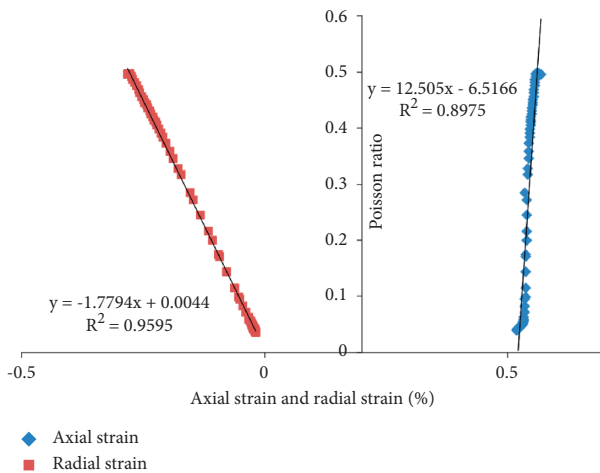 0.6
0.5
y = 12.505x - 6.5166
R² = 0.8975
0.4
Poisson ratio
0.3
0.2
0.1
y = -1.7794x + 0.0044
R² = 0.9595
0
-0.5
0
0.5
Axial strain and radial strain (%)
Axial strain
Radial strain